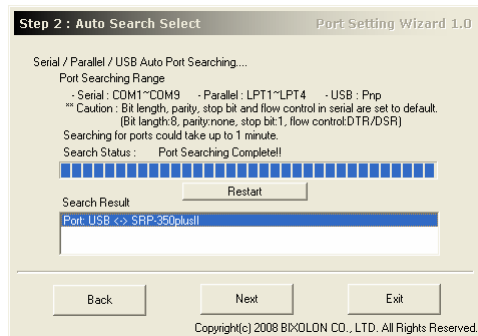 Step 2 : Auto Search Select
Port Setting Wizard 1.0
Serial / Parallel / USB Auto Port Searching....
Port Searching Range
- Serial : COM1~COM9 - Parallel : LPT1~LPT4 - USB : Pnp
** Caution : Bit length, parity, stop bit and flow control in serial are set to default.
(Bit length:8, parity:none, stop bit:1, flow control:DTR/DSR)
Searching for ports could take up to 1 minute.
Search Status : Port Searching Complete!!
Restart
Search Result
Port: USB <-> SRP-350plusII
Back Next Exit
Copyright(c) 2008 BIXOLON CO., LTD. All Rights Reserved.